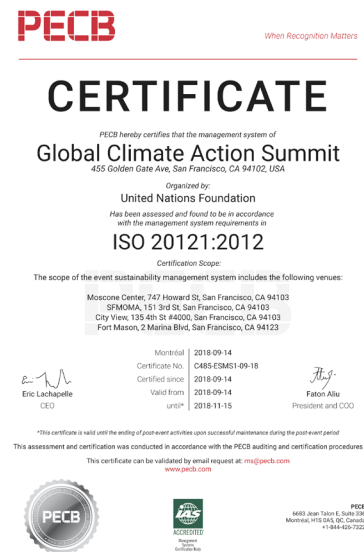 PECB
When Recognition Matters
CERTIFICATE
PECB hereby certifies that the management system of
Global Climate Action Summit
455 Golden Gate Ave, San Francisco, CA 94102, USA
Organized by:
United Nations Foundation
Has been assessed and found to be in accordance
with the management system requirements in
ISO 20121:2012
Certification Scope:
The scope of the event sustainability management system includes the following venues:
Moscone Center, 747 Howard St, San Francisco, CA 94103
SFMOMA, 151 3rd St, San Francisco, CA 94103
City View, 135 4th St #4000, San Francisco, CA 94103
Fort Mason, 2 Marina Blvd, San Francisco, CA 94123
Montréal 2018-09-14
Certificate No. C485-ESMS1-09-18
Certified since 2018-09-14
Valid from 2018-09-14
until* 2018-11-15
Eric Lachapelle
CEO
Faton Aliu
President and COO
*This certificate is valid until the ending of post-event activities upon successful maintenance during the post-event period
This assessment and certification was conducted in accordance with the PECB auditing and certification procedures
This certificate can be validated by email request at: ms@pecb.com
www.pecb.com
PECB
IAS
ACCREDITED
Management
Systems
Certification Body
PECB
6683 Jean Talon E, Suite 336
Montréal, H1S 0A5, QC, Canada
+1-844-426-7322